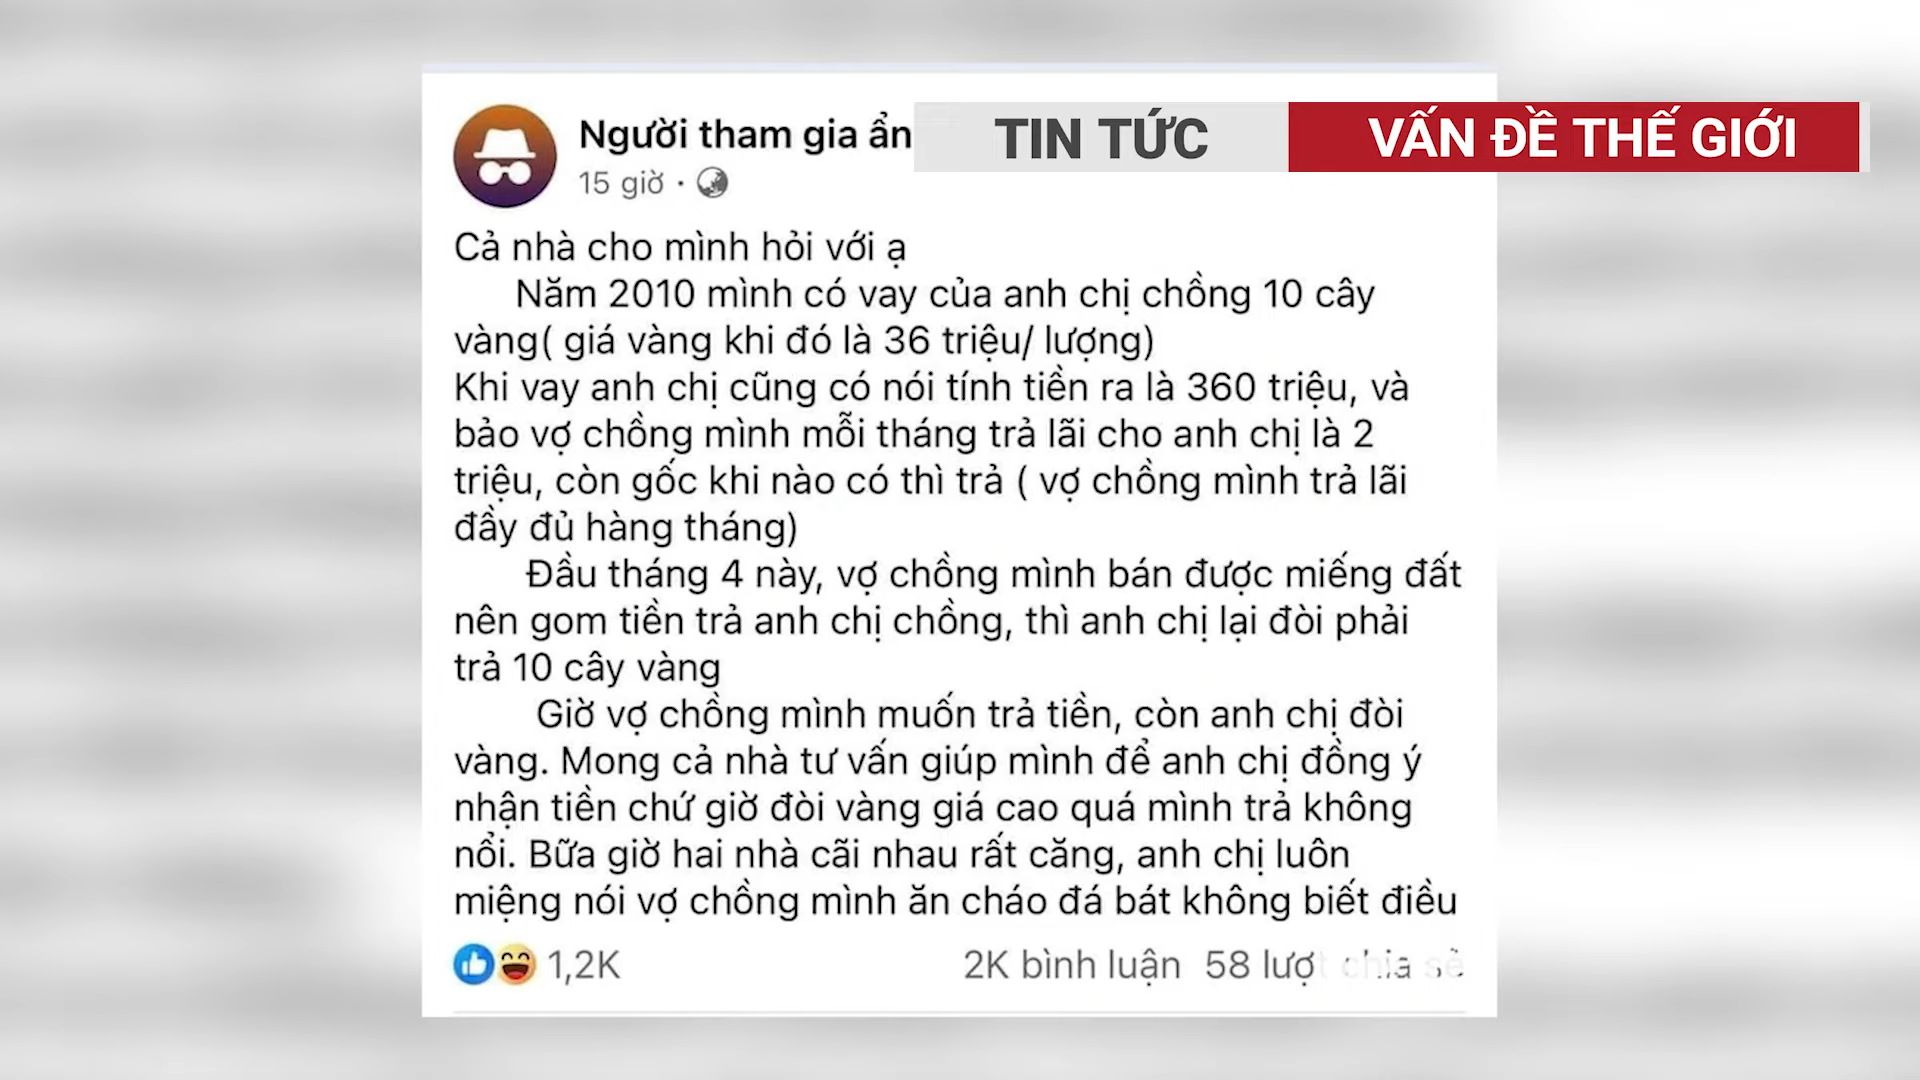 Người tham gia ẩn
TIN TỨC
VẤN ĐỀ THẾ GIỚI
15 giờ ·
Cả nhà cho mình hỏi với ạ
Năm 2010 mình có vay của anh chị chồng 10 cây
vàng( giá vàng khi đó là 36 triệu/ lượng)
Khi vay anh chị cũng có nói tính tiền ra là 360 triệu, và
bảo vợ chồng mình mỗi tháng trả lãi cho anh chị là 2
triệu, còn gốc khi nào có thì trả ( vợ chồng mình trả lãi
đầy đủ hàng tháng)
Đầu tháng 4 này, vợ chồng mình bán được miếng đất
nên gom tiền trả anh chị chồng, thì anh chị lại đòi phải
trả 10 cây vàng
Giờ vợ chồng mình muốn trả tiền, còn anh chị đòi
vàng. Mong cả nhà tư vấn giúp mình để anh chị đồng ý
nhận tiền chứ giờ đòi vàng giá cao quá mình trả không
nổi. Bữa giờ hai nhà cãi nhau rất căng, anh chị luôn
miệng nói vợ chồng mình ăn cháo đá bát không biết điều
1,2K
2K bình luận 58 lượt chia sẻ